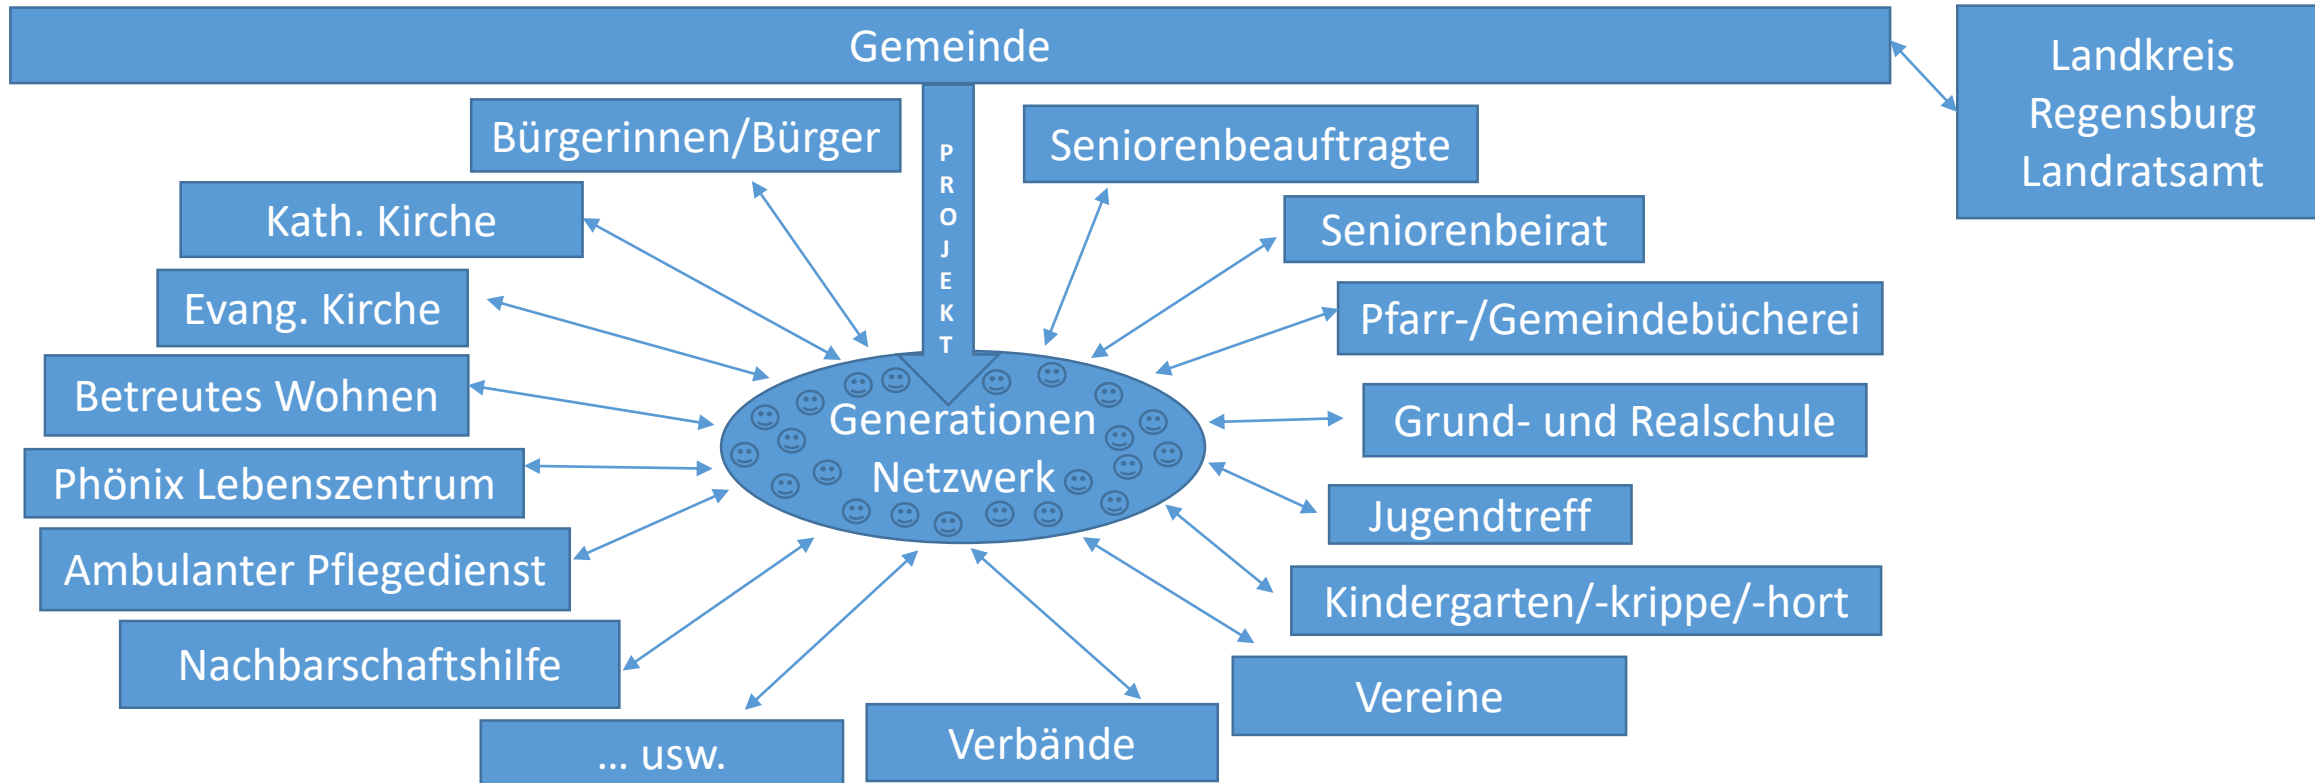 Gemeinde
Landkreis
Regensburg
Landratsamt
PROJEKT
Bürgerinnen/Bürger
Seniorenbeauftragte
Kath. Kirche
Seniorenbeirat
Evang. Kirche
Pfarr-/Gemeindebücherei
Betreutes Wohnen
Generationen
Netzwerk
Grund- und Realschule
Phönix Lebenszentrum
Jugendtreff
Ambulanter Pflegedienst
Kindergarten/-krippe/-hort
Nachbarschaftshilfe
Vereine
... usw.
Verbände